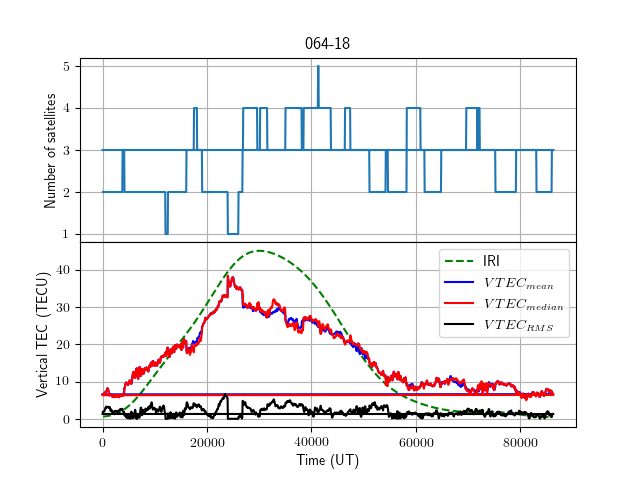 064-18
Number of satellites
5
4
3
2
1
Vertical TEC (TECU)
40
30
20
10
0
IRI
VTEC_mean
VTEC_median
VTEC_RMS
0 20000 40000 60000 80000
Time (UT)